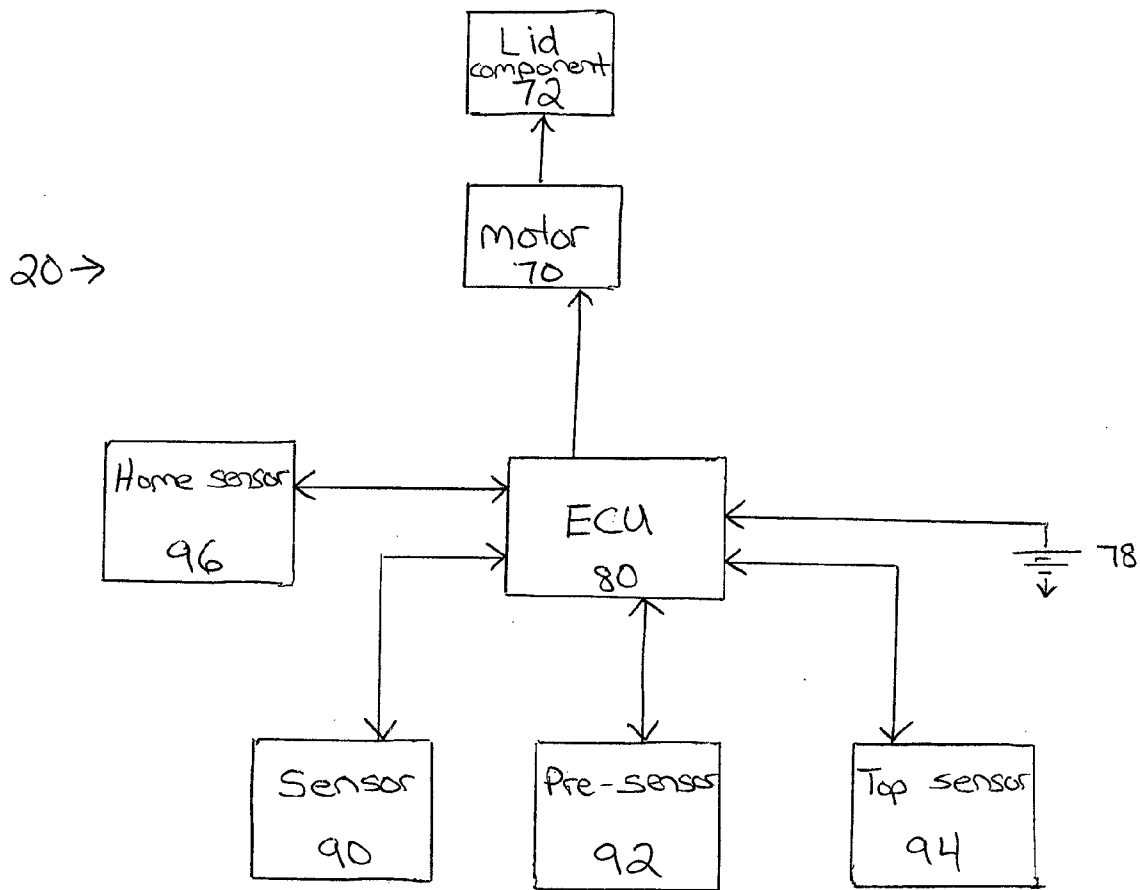 Lid
component
72
motor
70
20→
Home sensor
96
ECU
80
78
Sensor
90
Pre-sensor
92
Top sensor
94